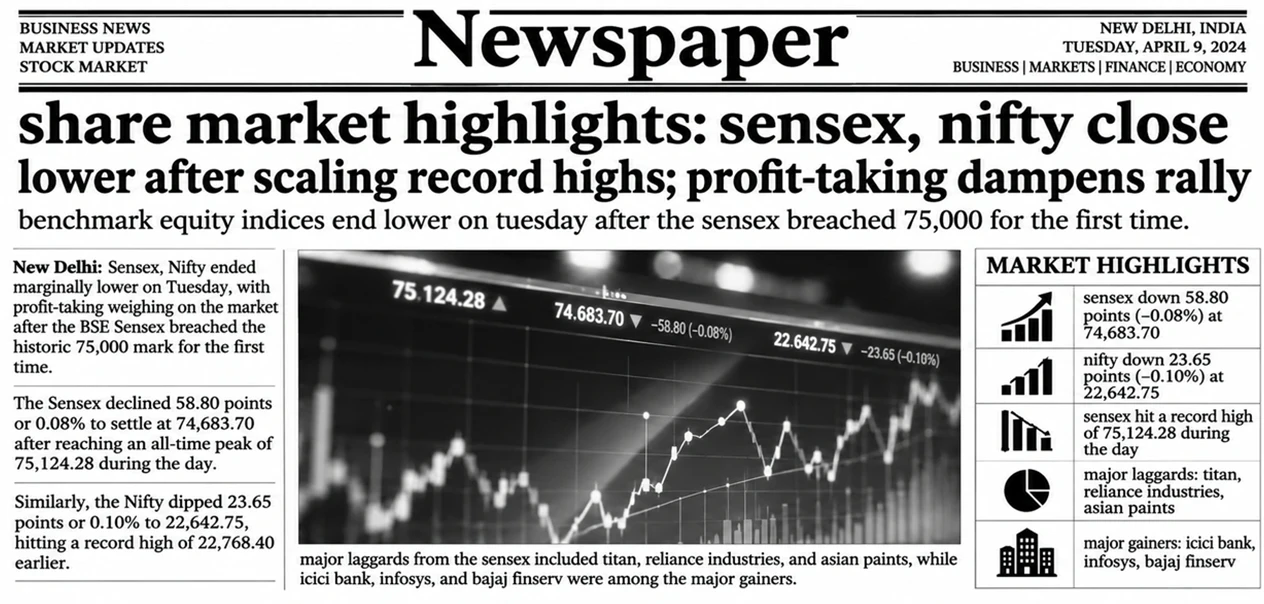 BUSINESS NEWS
MARKET UPDATES
STOCK MARKET
Newspaper
NEW DELHI, INDIA
TUESDAY, APRIL 9, 2024
BUSINESS | MARKETS | FINANCE | ECONOMY
share market highlights: sensex, nifty close
lower after scaling record highs; profit-taking dampens rally
benchmark equity indices end lower on tuesday after the sensex breached 75,000 for the first time.
New Delhi: Sensex, Nifty ended
marginally lower on Tuesday, with
profit-taking weighing on the market
after the BSE Sensex breached the
historic 75,000 mark for the first
time.
The Sensex declined 58.80 points
or 0.08% to settle at 74,683.70
after reaching an all-time peak of
75,124.28 during the day.
Similarly, the Nifty dipped 23.65
points or 0.10% to 22,642.75,
hitting a record high of 22,768.40
earlier.
75.124.28 ▲
74.683.70 ▼ −58.80 (−0.08%)
22.642.75 ▼ −23.65 (−0.10%)
major laggards from the sensex included titan, reliance industries, and asian paints, while
icici bank, infosys, and bajaj finserv were among the major gainers.
MARKET HIGHLIGHTS
sensex down 58.80
points (−0.08%) at
74,683.70
nifty down 23.65
points (−0.10%) at
22,642.75
sensex hit a record high
of 75,124.28 during
the day
major laggards: titan,
reliance industries,
asian paints
major gainers: icici bank,
infosys, bajaj finserv